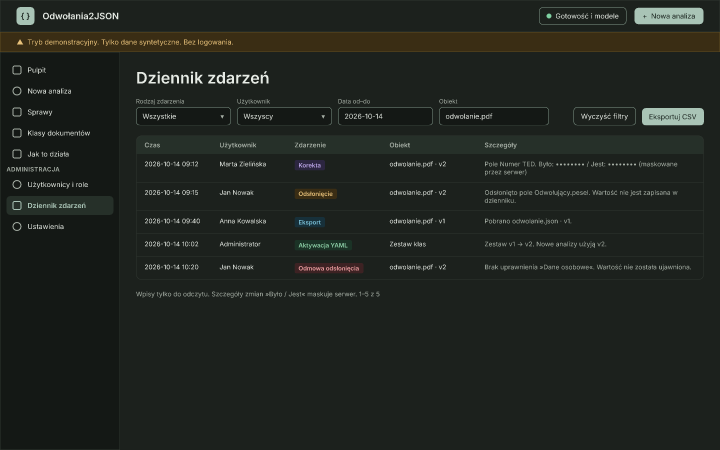 { } Odwołania2JSON
Gotowość i modele
+ Nowa analiza
Tryb demonstracyjny. Tylko dane syntetyczne. Bez logowania.
Pulpit
Nowa analiza
Sprawy
Klasy dokumentów
Jak to działa
ADMINISTRACJA
Użytkownicy i role
Dziennik zdarzeń
Ustawienia
Dziennik zdarzeń
Rodzaj zdarzenia Użytkownik Data od-do Obiekt
Wszystkie Wszyscy 2026-10-14 odwolanie.pdf Wyczyść filtry Eksportuj CSV
Czas Użytkownik Zdarzenie Obiekt Szczegóły
2026-10-14 09:12 Marta Zielińska Korekta odwolanie.pdf · v2 Pole Numer TED. Było: •••••••• / Jest: •••••••• (maskowane
przez serwer)
2026-10-14 09:15 Jan Nowak Odsłonięcie odwolanie.pdf · v2 Odsłonięto pole Odwołujący.pesel. Wartość nie jest zapisana w
dzienniku.
2026-10-14 09:40 Anna Kowalska Eksport odwolanie.pdf · v1 Pobrano odwolanie.json · v1.
2026-10-14 10:02 Administrator Aktywacja YAML Zestaw klas Zestaw v1 → v2. Nowe analizy użyją v2.
2026-10-14 10:20 Jan Nowak Odmowa odsłonięcia odwolanie.pdf · v2 Brak uprawnienia »Dane osobowe«. Wartość nie została ujawniona.
Wpisy tylko do odczytu. Szczegóły zmian »Było / Jest« maskuje serwer. 1–5 z 5